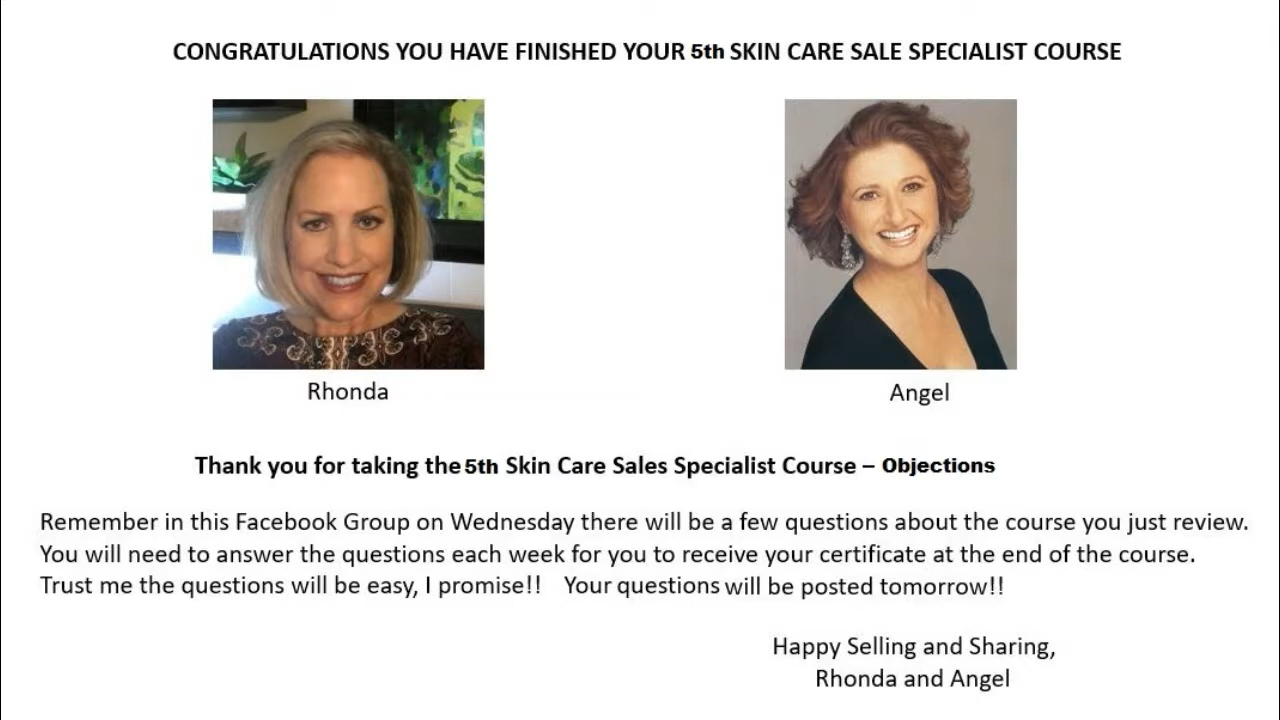 CONGRATULATIONS YOU HAVE FINISHED YOUR 5th SKIN CARE SALE SPECIALIST COURSE
Rhonda
Angel
Thank you for taking the 5th Skin Care Sales Specialist Course – Objections
Remember in this Facebook Group on Wednesday there will be a few questions about the course you just review.
You will need to answer the questions each week for you to receive your certificate at the end of the course.
Trust me the questions will be easy, I promise!! Your questions will be posted tomorrow!!
Happy Selling and Sharing,
Rhonda and Angel